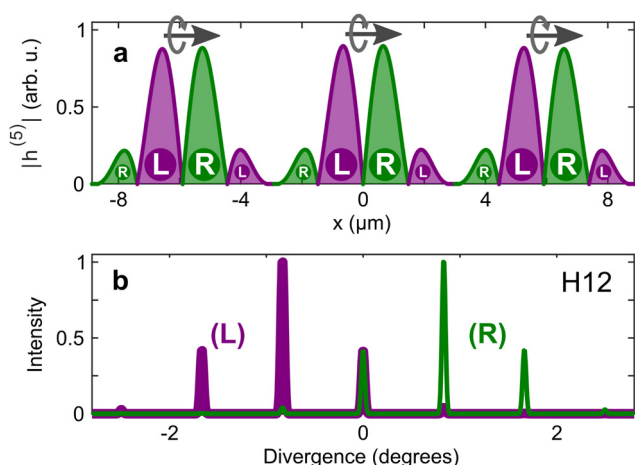 a
|h⁽⁵⁾| (arb. u.)
1
0.5
0
R L R L R L R L R L R L
-8 -4 0 4 8
x (μm)
b
H12
Intensity
1
0.5
0
(L) (R)
-2 0 2
Divergence (degrees)